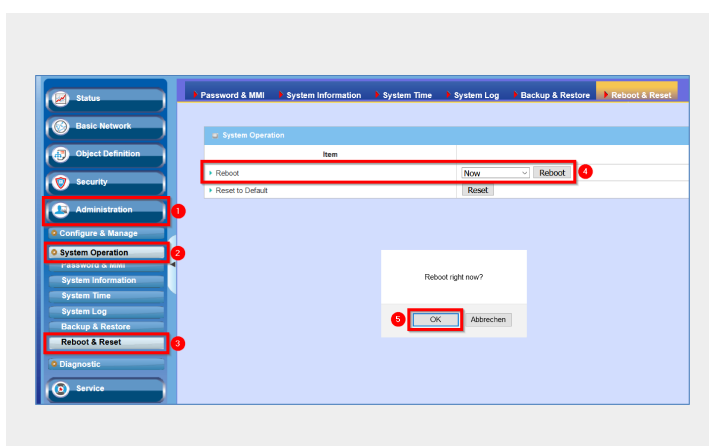 Status
Basic Network
Object Definition
Security
Administration
1
Configure & Manage
System Operation
2
Password & MMI
System Information
System Time
System Log
Backup & Restore
Reboot & Reset
3
Diagnostic
Service
Password & MMI System Information System Time System Log Backup & Restore Reboot & Reset
System Operation
Item
Reboot Now Reboot 4
Reset to Default Reset
Reboot right now?
5 OK Abbrechen